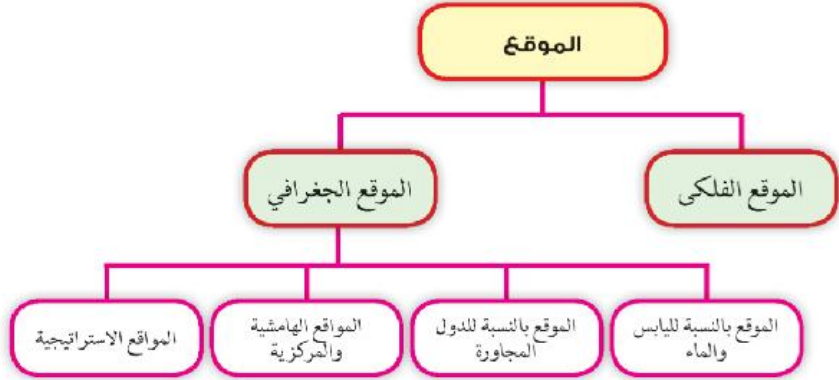 الموقع
الموقع الفلكى
الموقع الجغرافي
الموقع بالنسبة لليابس
والماء
الموقع بالنسبة للدول
المجاورة
المواقع الهامشية
والمركزية
المواقع الاستراتيجية